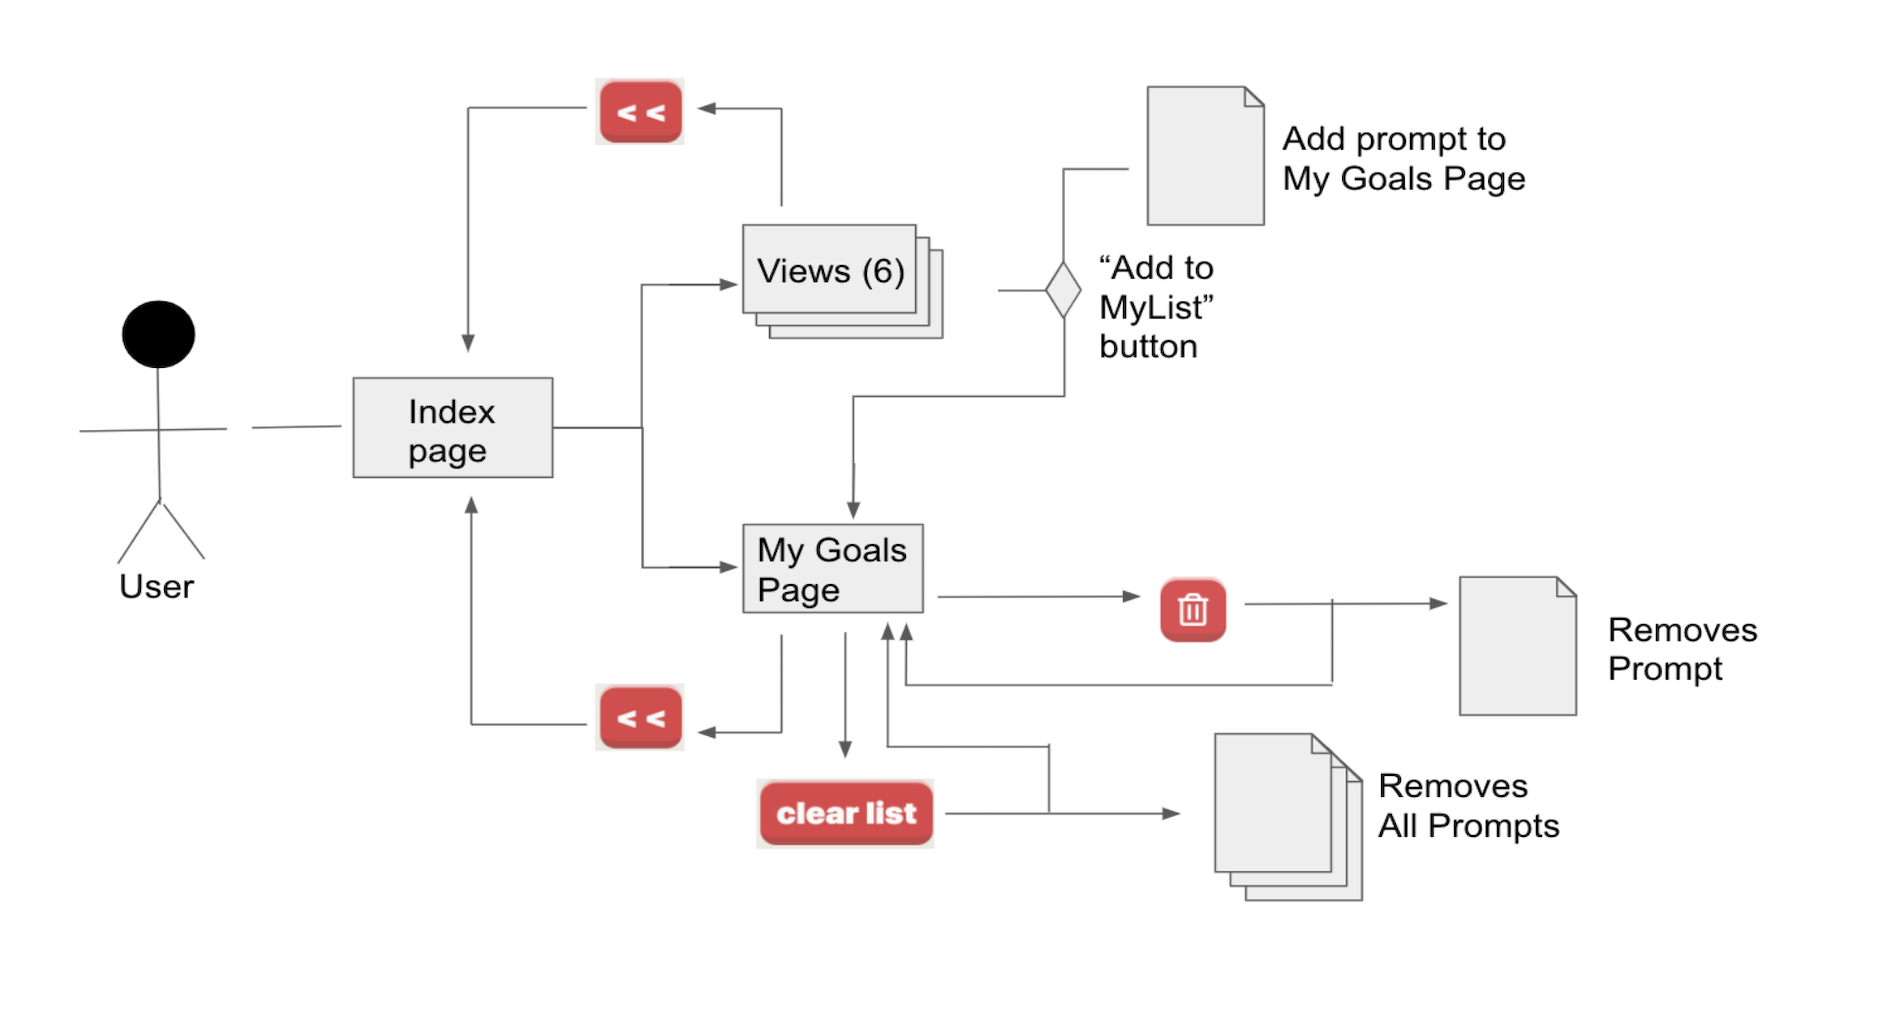 < <
Add prompt to
My Goals Page
Views (6)
“Add to
MyList”
button
Index
page
User
My Goals
Page
Removes
Prompt
< <
clear list
Removes
All Prompts